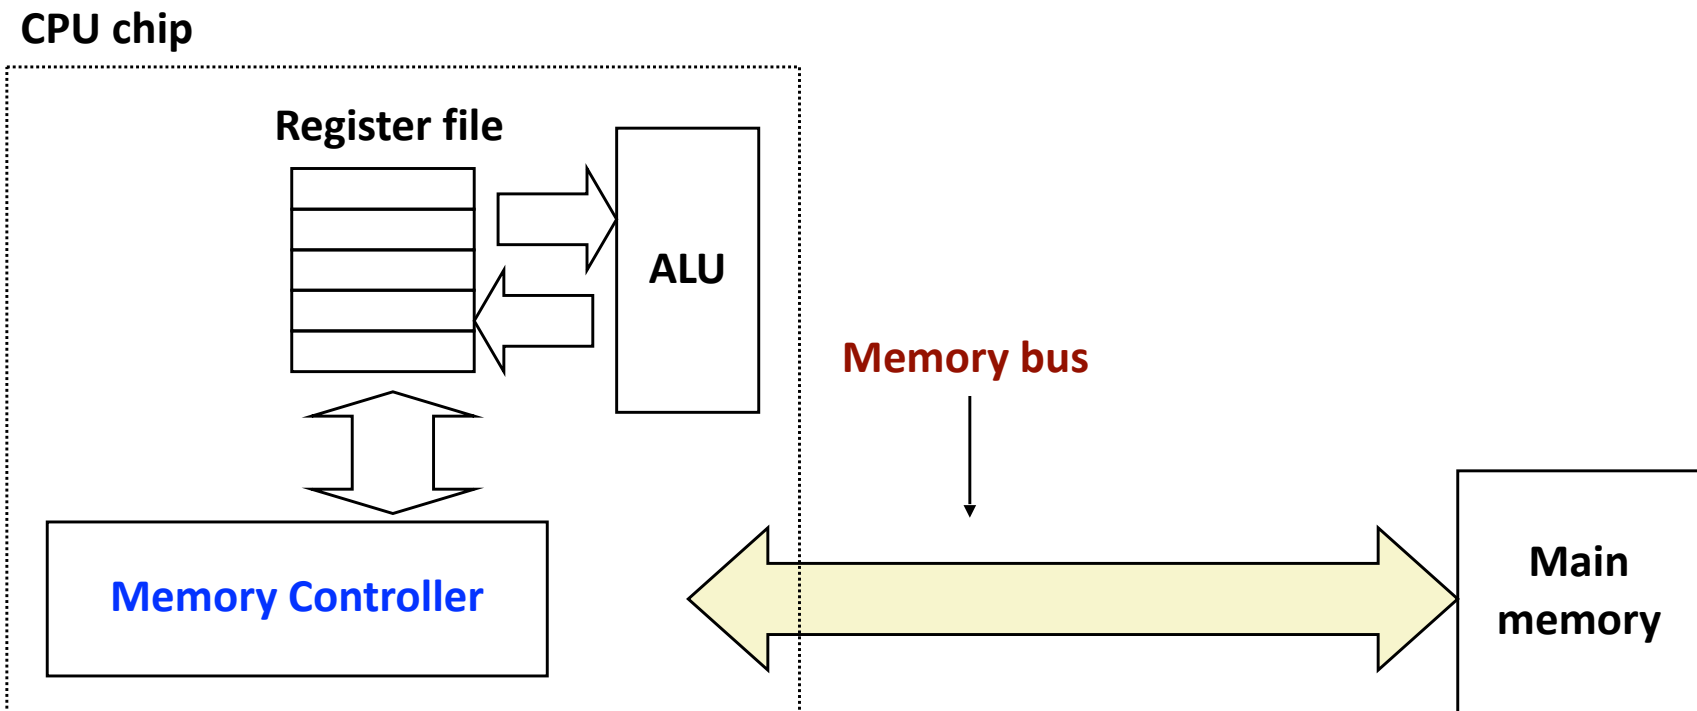 CPU chip
Register file
ALU
Memory bus
Memory Controller
Main
memory